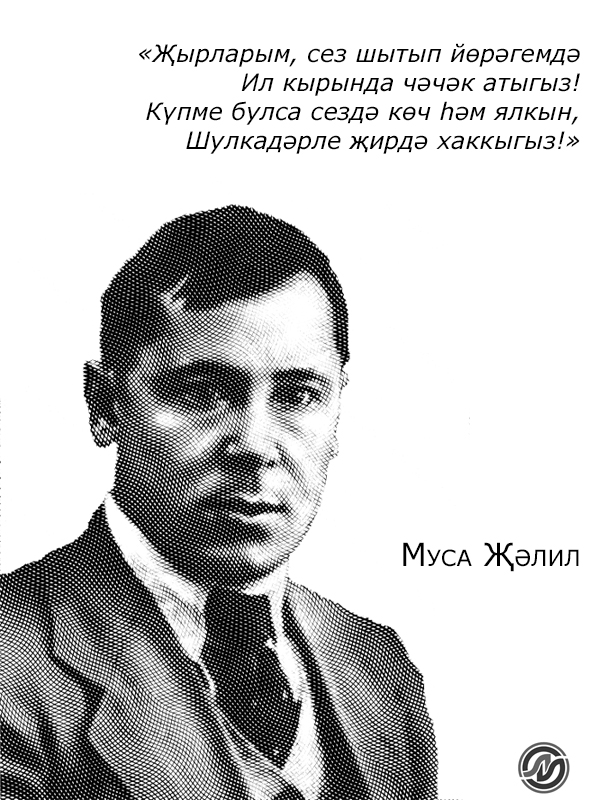 «Җырларым, сез шытып йөрәгемдә
Ил кырында чәчәк атыгыз!
Күпме булса сездә көч һәм ялкын,
Шулкадәрле җирдә хаккыгыз!»
Муса Җәлил